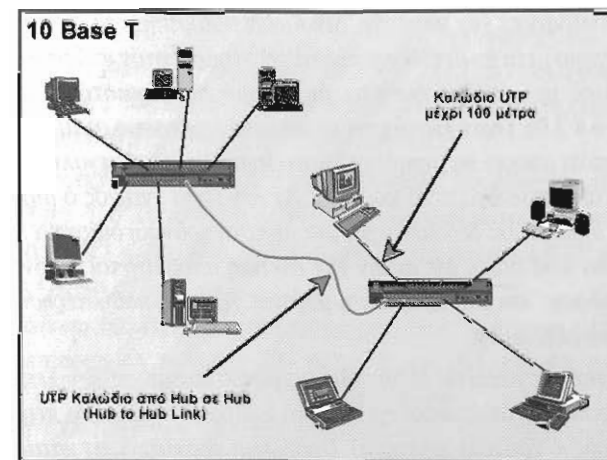 10 Base T
Καλώδιο UTP
μέχρι 100 μέτρα
UTP Καλώδιο από Hub σε Hub
(Hub to Hub Link)